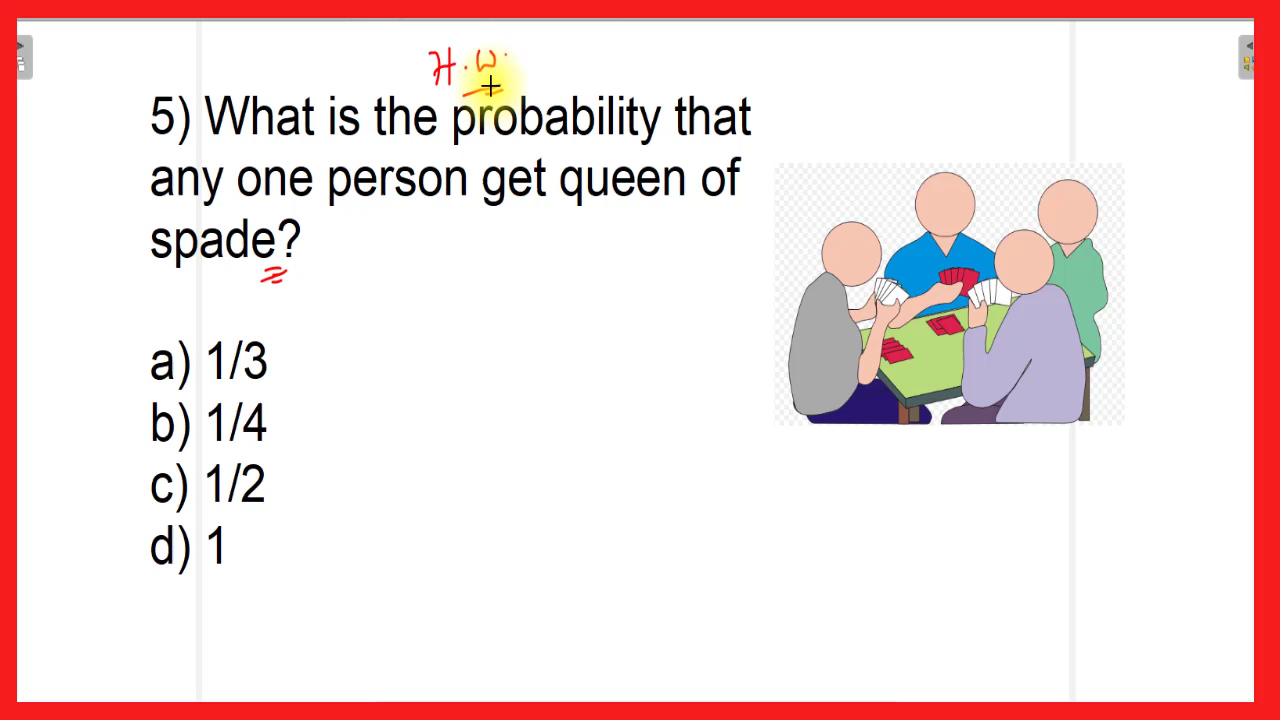 H.W.
5) What is the probability that
any one person get queen of
spade?
a) 1/3
b) 1/4
c) 1/2
d) 1